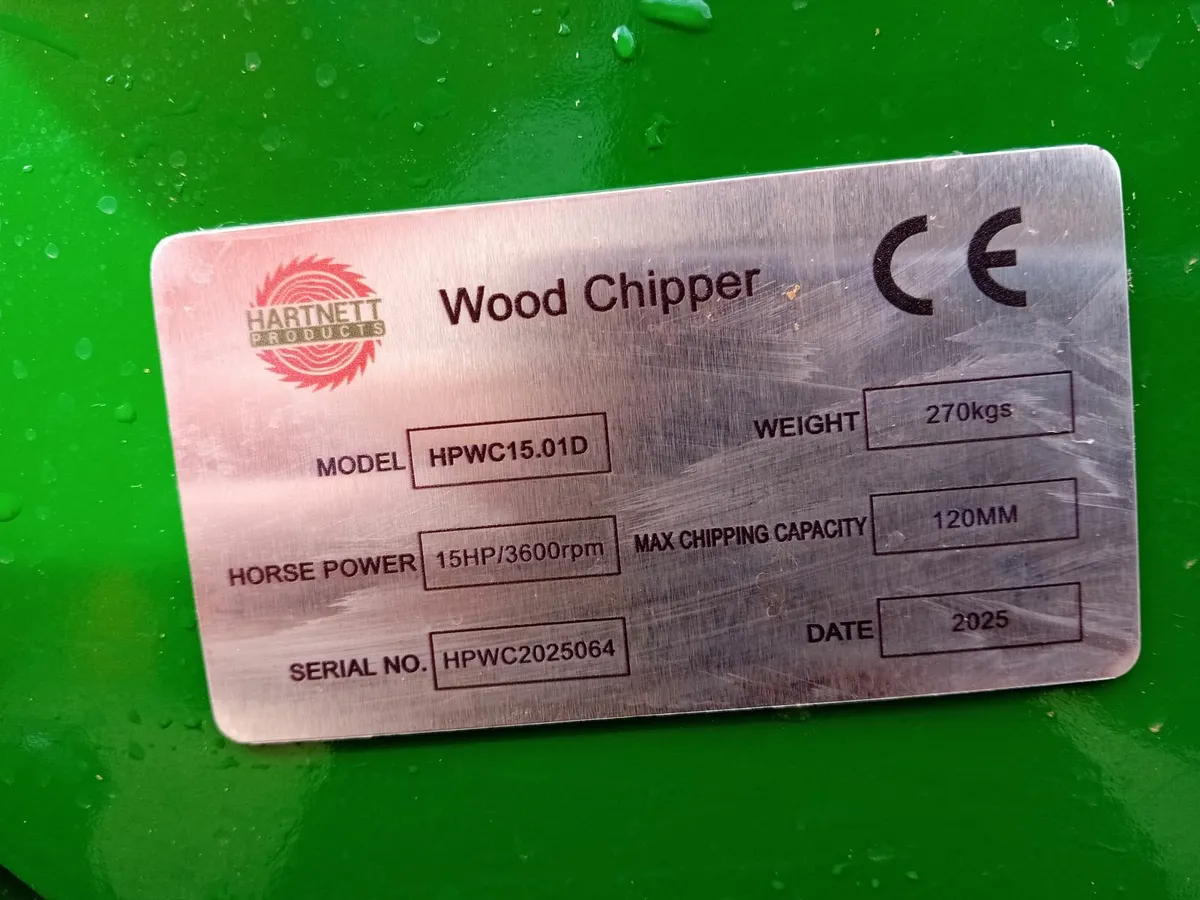 HARTNETT
PRODUCTS
Wood Chipper
CE
MODEL HPWC15.01D
WEIGHT 270kgs
HORSE POWER 15HP/3600rpm
MAX CHIPPING CAPACITY 120MM
SERIAL NO. HPWC2025064
DATE 2025